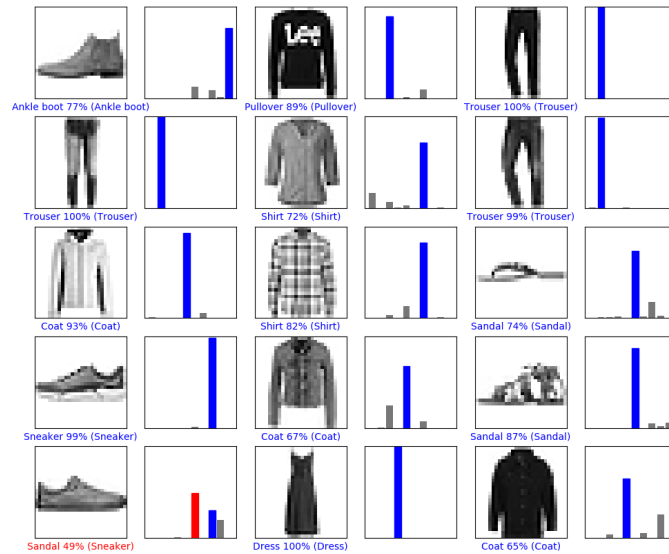 Lee
Ankle boot 77% (Ankle boot)
Pullover 89% (Pullover)
Trouser 100% (Trouser)
Trouser 100% (Trouser)
Shirt 72% (Shirt)
Trouser 99% (Trouser)
Coat 93% (Coat)
Shirt 82% (Shirt)
Sandal 74% (Sandal)
Sneaker 99% (Sneaker)
Coat 67% (Coat)
Sandal 87% (Sandal)
Sandal 49% (Sneaker)
Dress 100% (Dress)
Coat 65% (Coat)